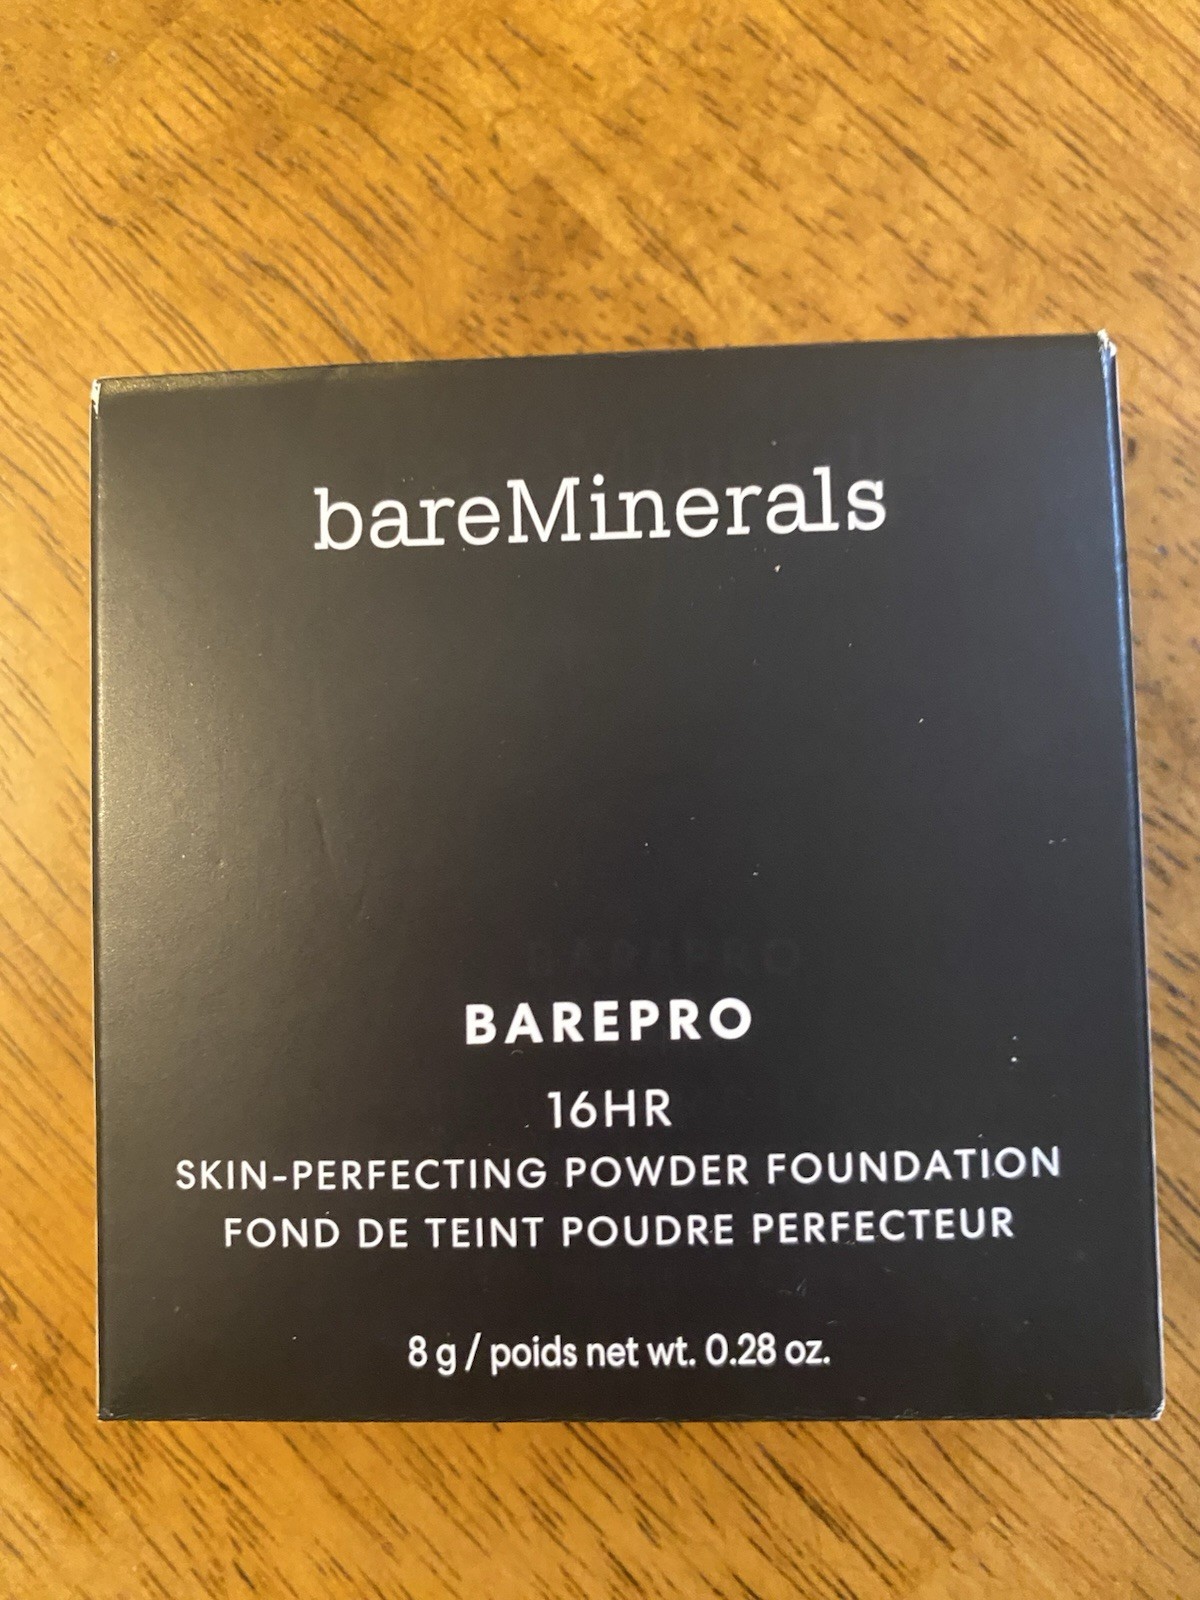 bareMinerals
BAREPRO
16HR
SKIN-PERFECTING POWDER FOUNDATION
FOND DE TEINT POUDRE PERFECTEUR
8 g / poids net wt. 0.28 oz.